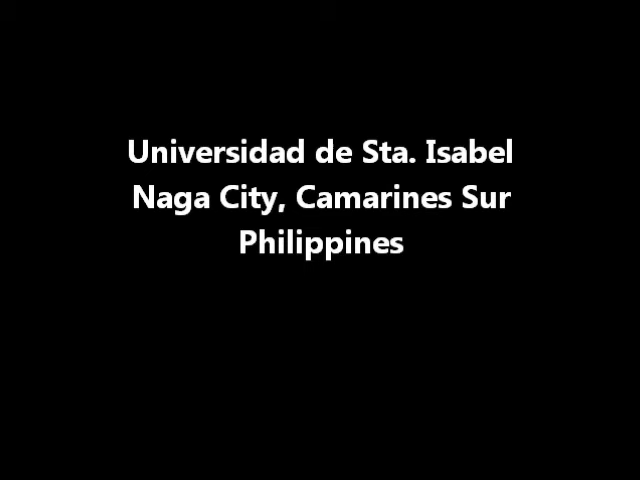 Universidad de Sta. Isabel
Naga City, Camarines Sur
Philippines